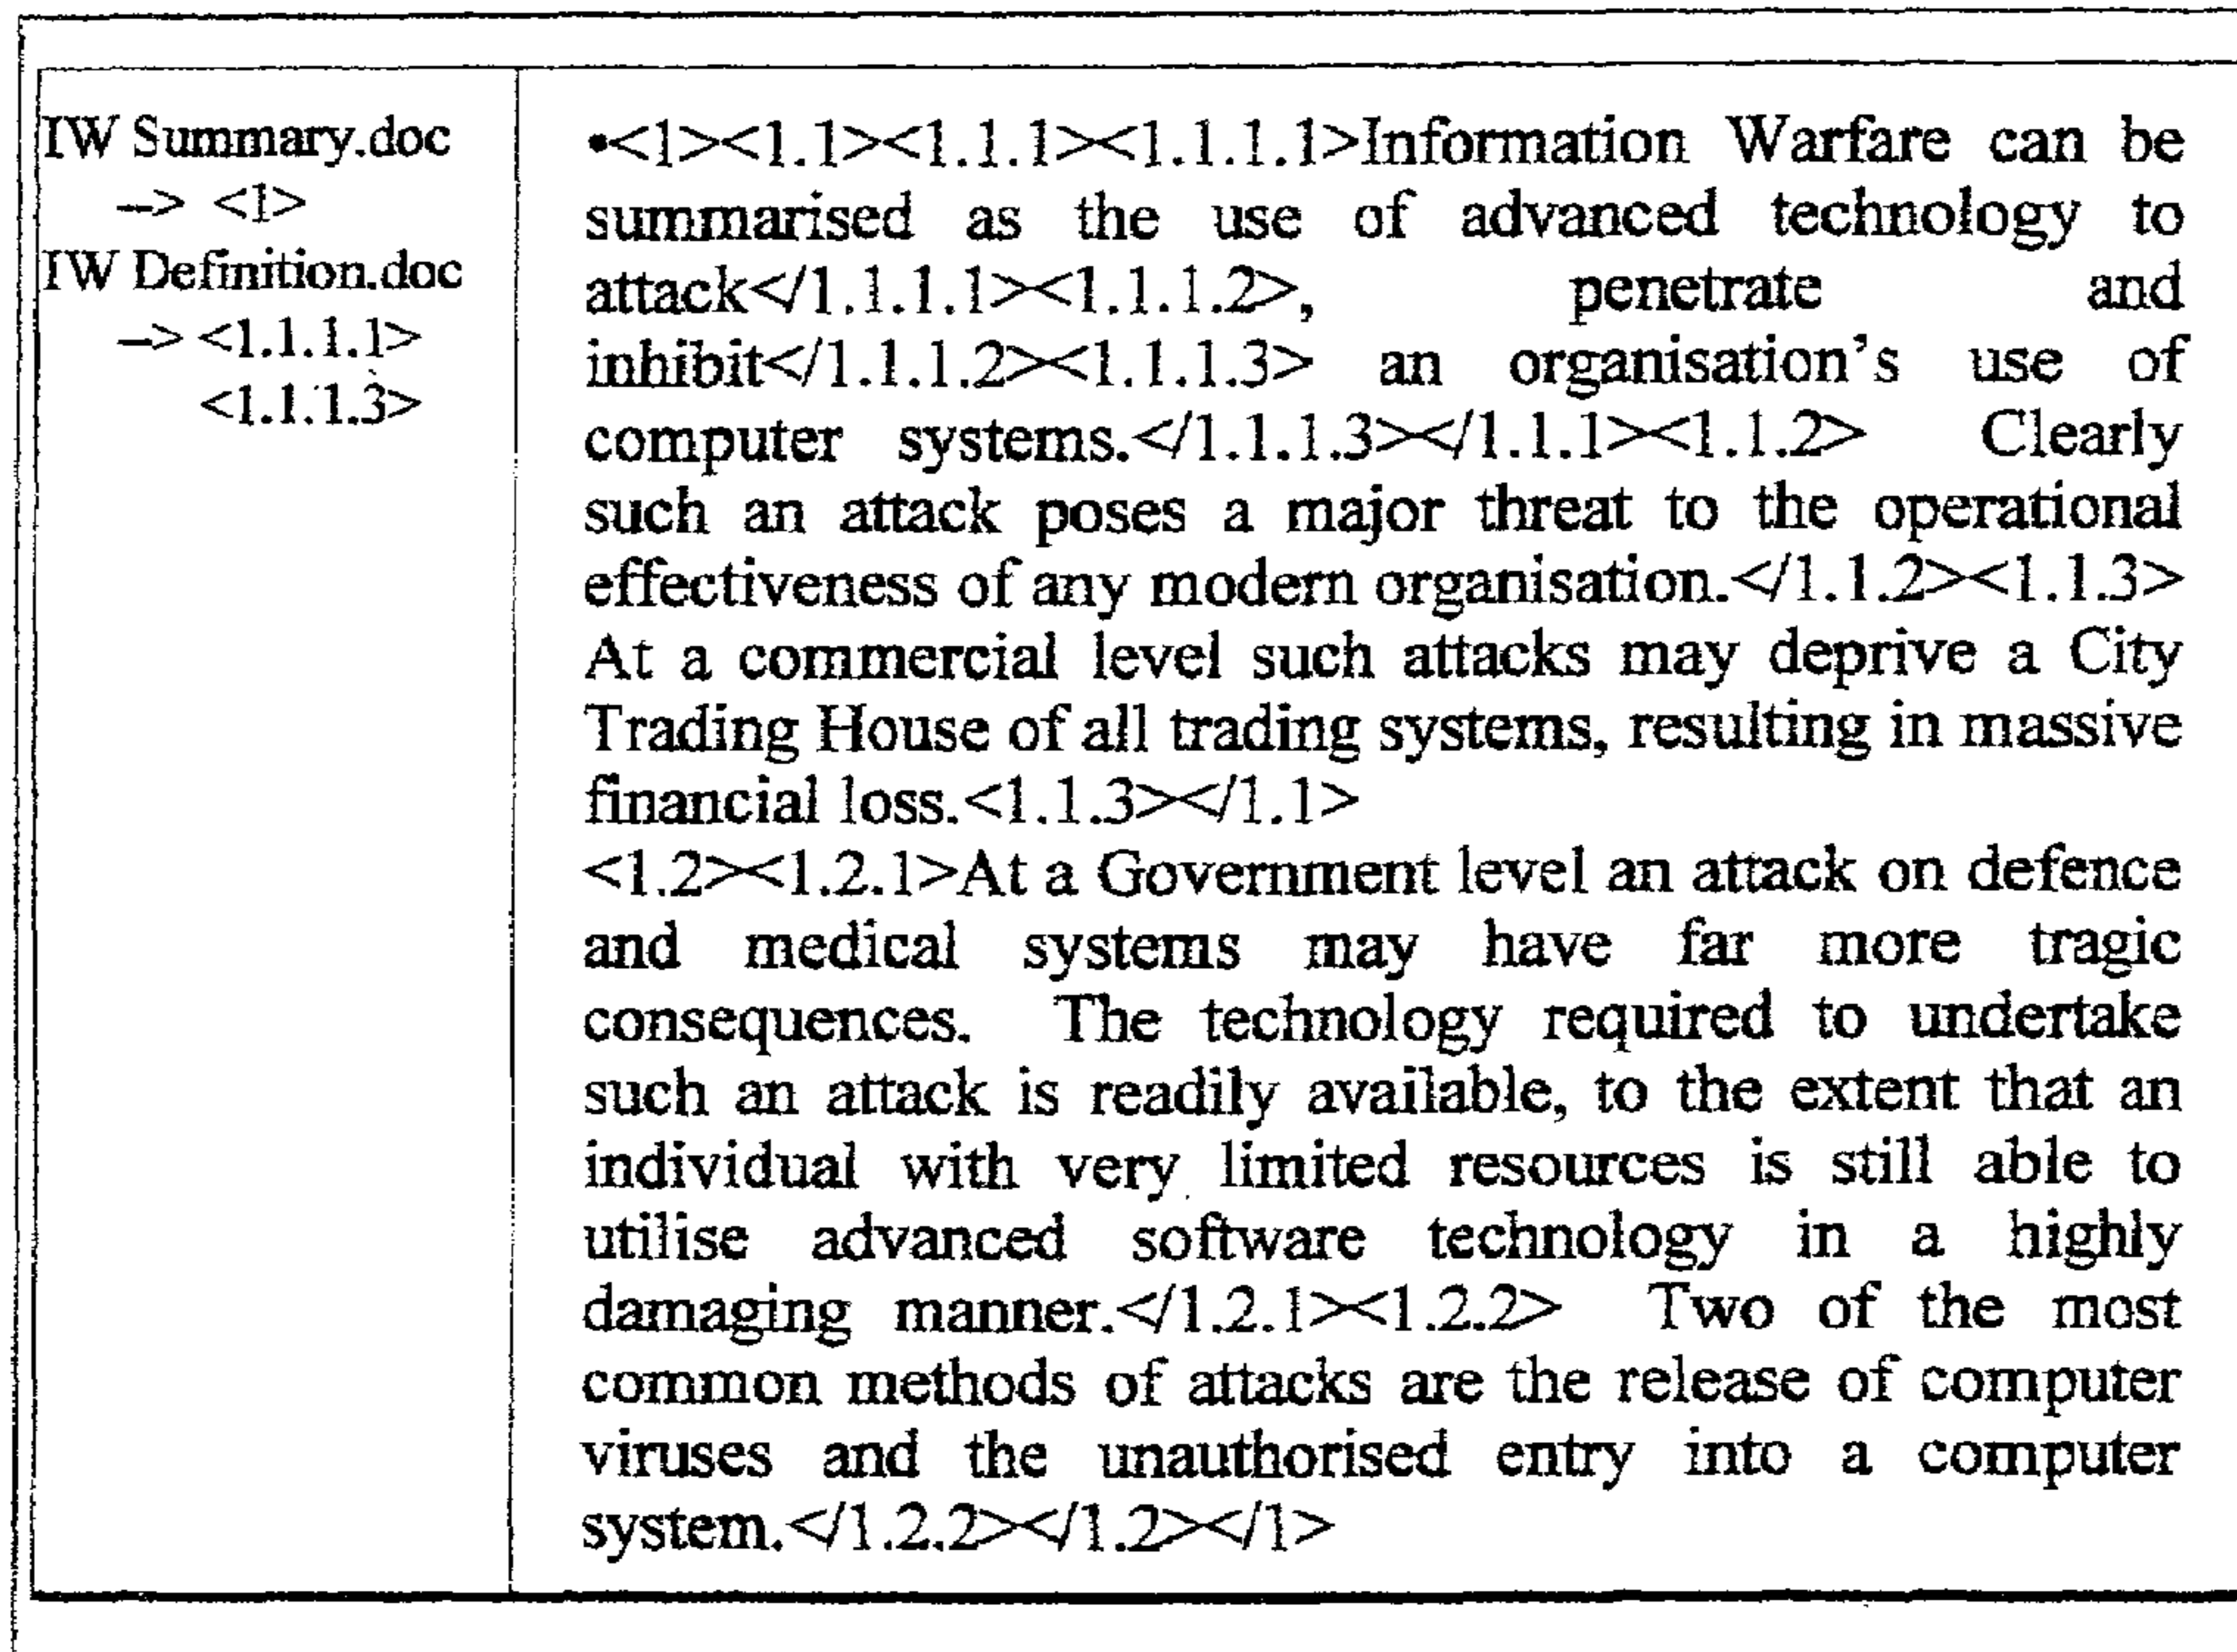 IW Summary.doc
--> <1>
IW Definition.doc
--> <1.1.1.1>
<1.1.1.3>
•<1><1.1><1.1.1><1.1.1.1>Information Warfare can be
summarised as the use of advanced technology to
attack</1.1.1.1><1.1.1.2>, penetrate and
inhibit</1.1.1.2><1.1.1.3> an organisation's use of
computer systems.</1.1.1.3></1.1.1><1.1.2> Clearly
such an attack poses a major threat to the operational
effectiveness of any modern organisation.</1.1.2><1.1.3>
At a commercial level such attacks may deprive a City
Trading House of all trading systems, resulting in massive
financial loss.<1.1.3></1.1>
<1.2><1.2.1>At a Government level an attack on defence
and medical systems may have far more tragic
consequences. The technology required to undertake
such an attack is readily available, to the extent that an
individual with very limited resources is still able to
utilise advanced software technology in a highly
damaging manner.</1.2.1><1.2.2> Two of the most
common methods of attacks are the release of computer
viruses and the unauthorised entry into a computer
system.</1.2.2></1.2></1>